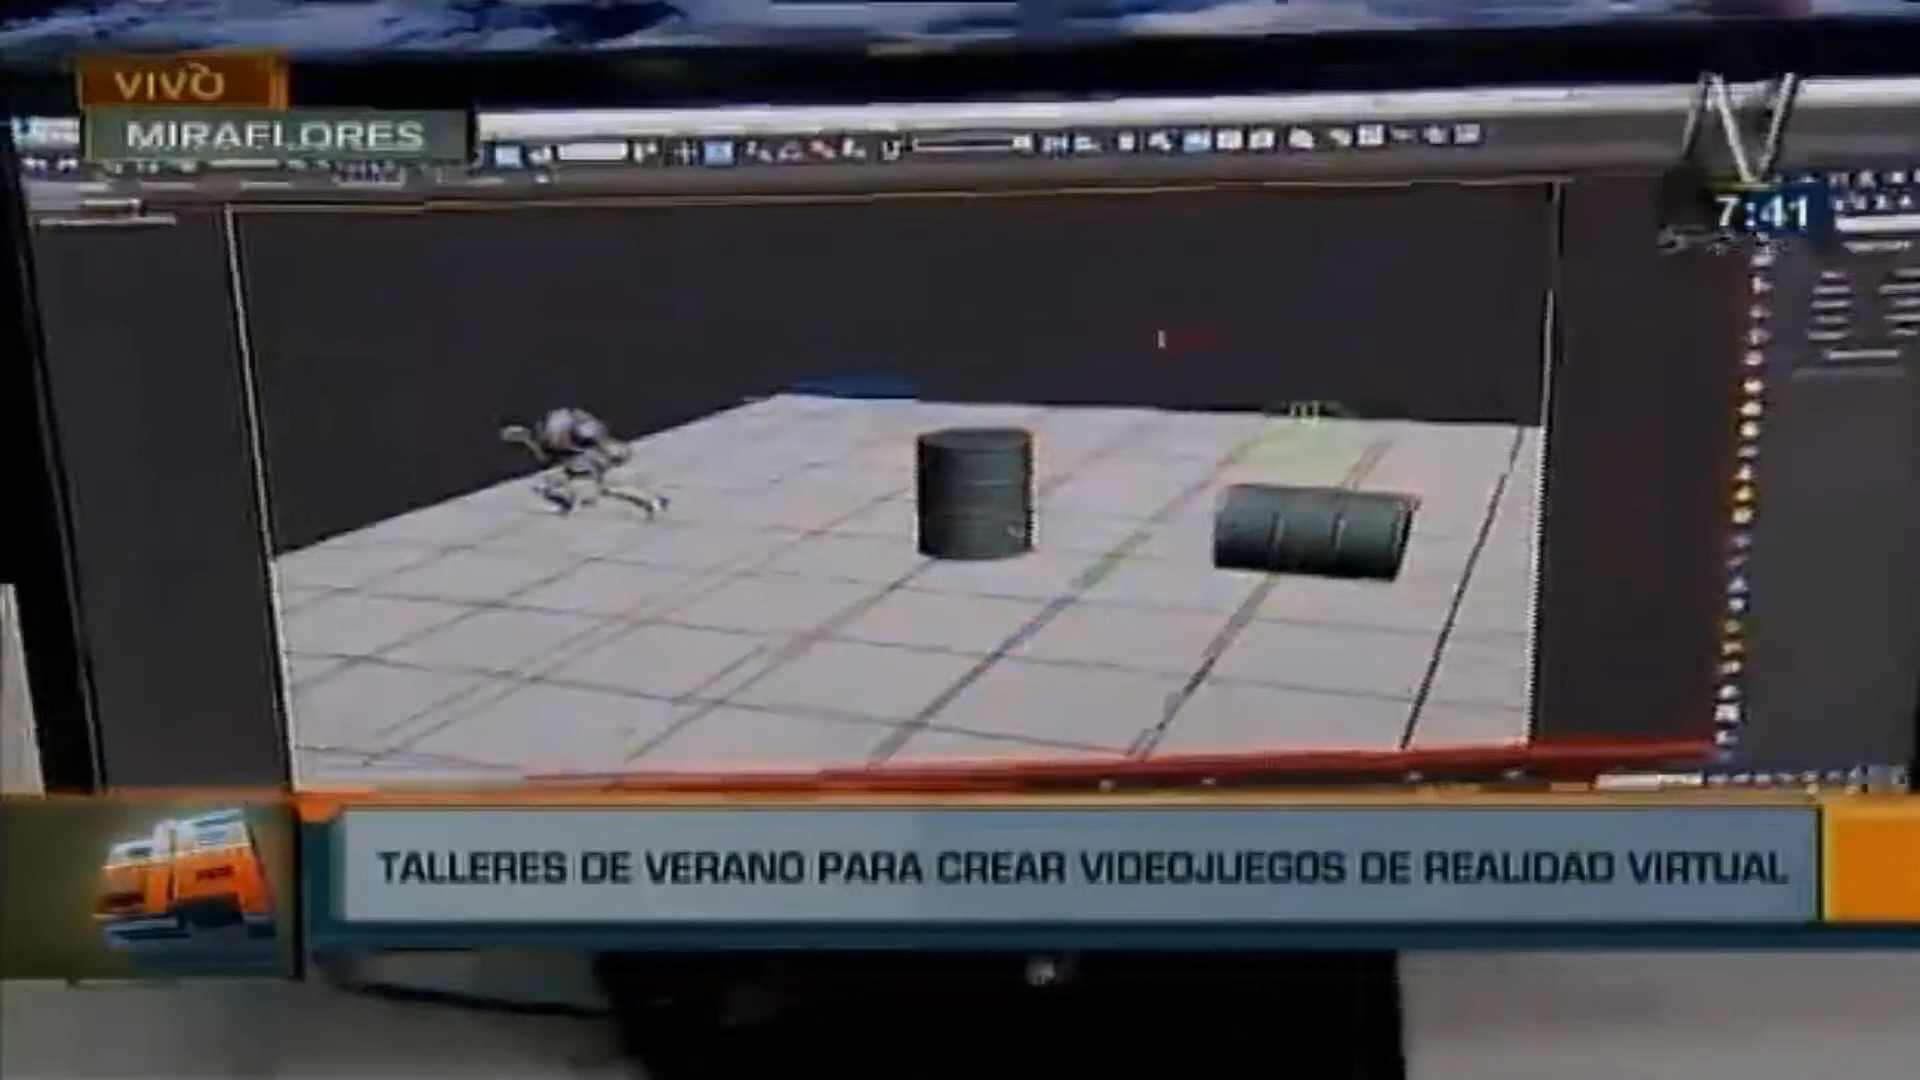 VIVO
MIRAFLORES
N
7:41
TALLERES DE VERANO PARA CREAR VIDEOJUEGOS DE REALIDAD VIRTUAL